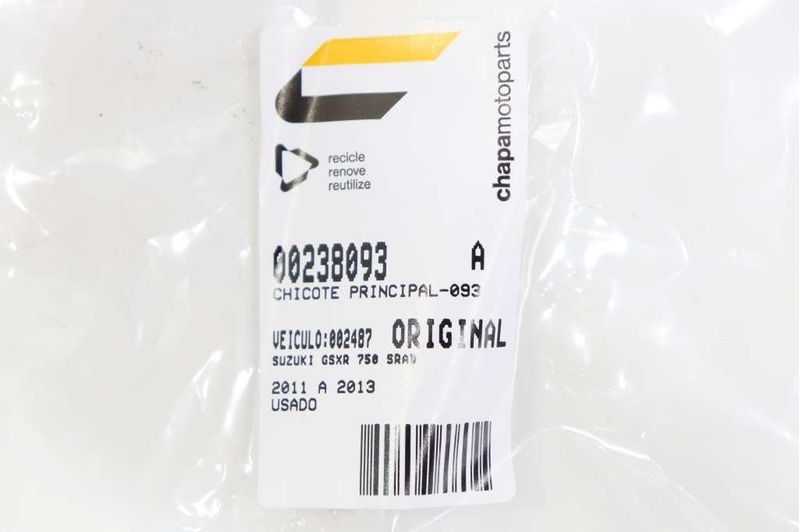 chapamotoparts
recicle
renove
reutilize
00238093 A
CHICOTE PRINCIPAL-093
VEICULO:002487 ORIGINAL
SUZUKI GSXR 750 SRAD
2011 A 2013
USADO